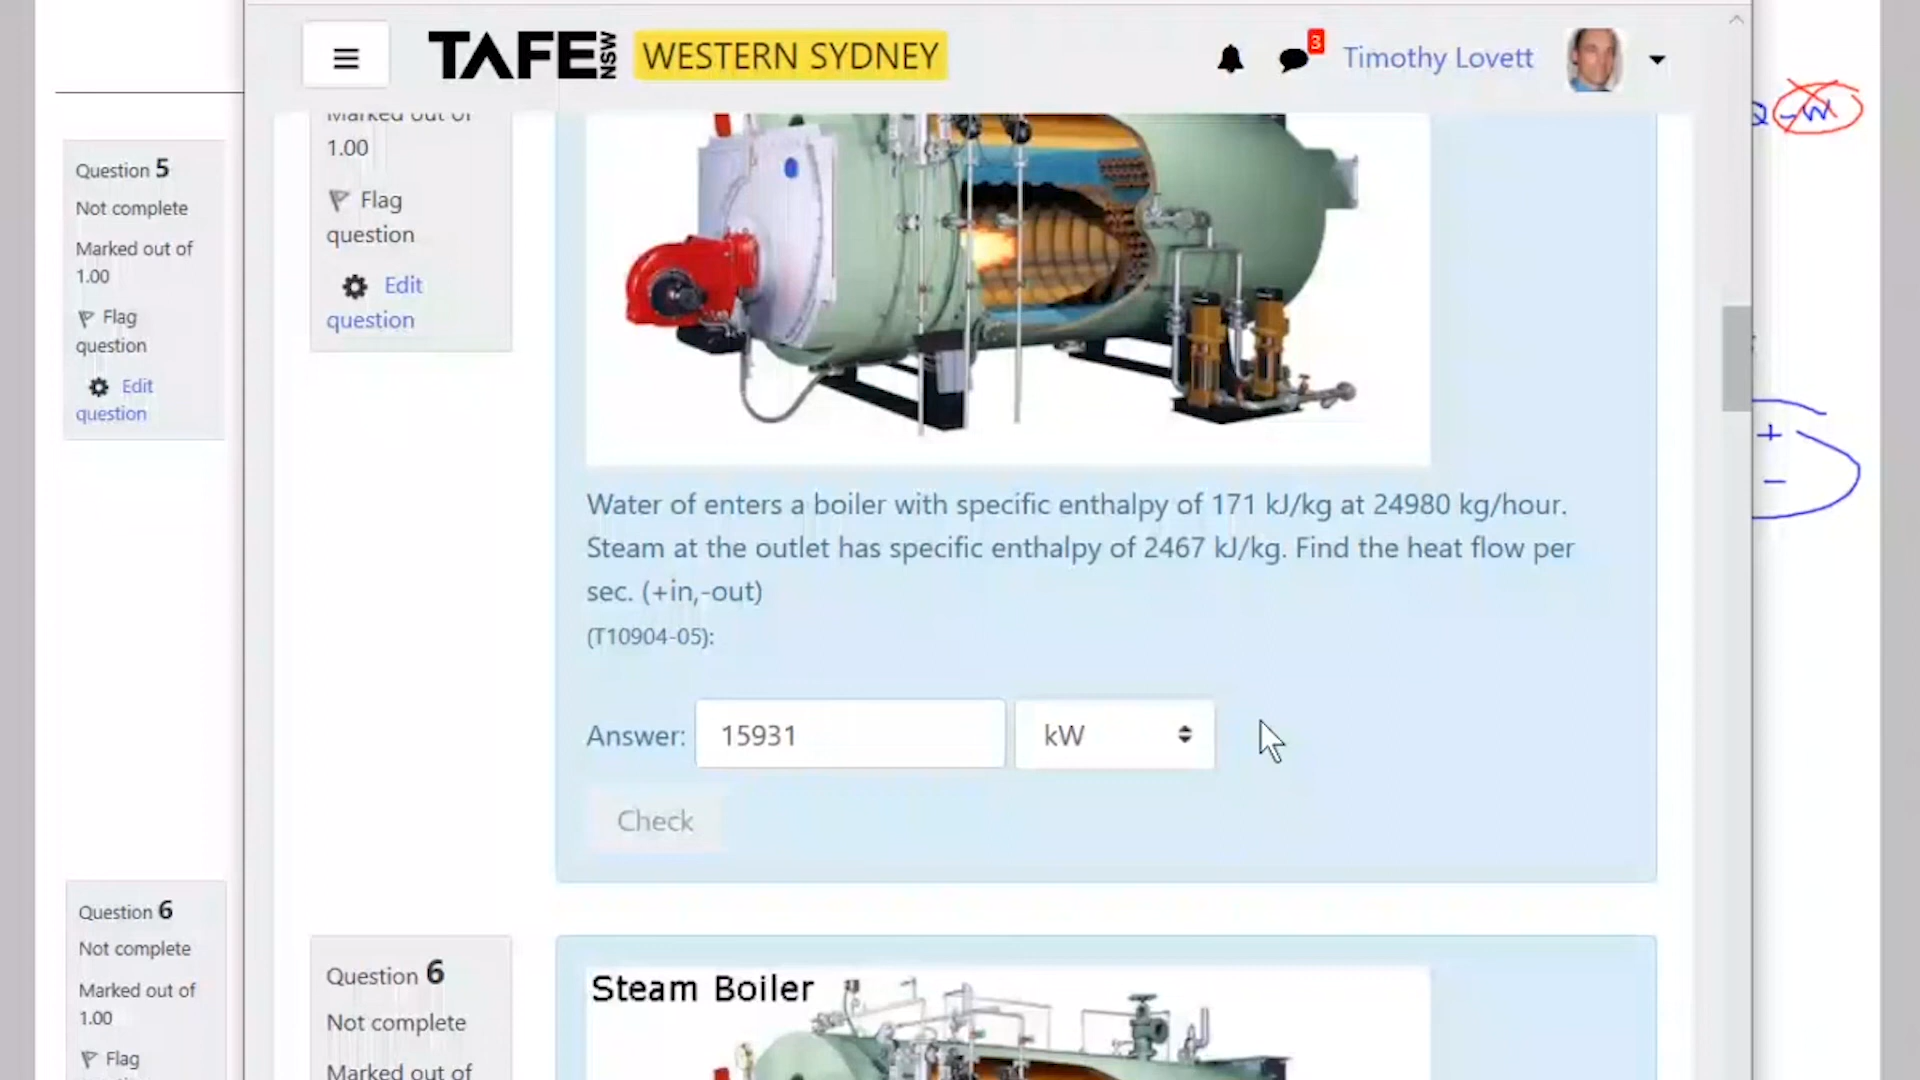 TAFE NSW WESTERN SYDNEY
3
Timothy Lovett
Question 5
Not complete
Marked out of
1.00
Flag
question
Edit
question
Question 6
Not complete
Marked out of
1.00
Flag
Marked out of
1.00
Flag
question
Edit
question
Water of enters a boiler with specific enthalpy of 171 kJ/kg at 24980 kg/hour.
Steam at the outlet has specific enthalpy of 2467 kJ/kg. Find the heat flow per
sec. (+in,-out)
(T10904-05):
Answer: 15931 kW
Check
Question 6
Not complete
Marked out of
Steam Boiler
-W
+
-